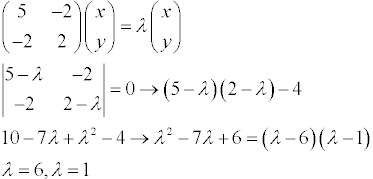 (5 −2; −2 2)(x; y) = λ(x; y)
|5−λ −2; −2 2−λ| = 0 → (5−λ)(2−λ)−4
10−7λ+λ²−4 → λ²−7λ+6 = (λ−6)(λ−1)
λ = 6, λ = 1